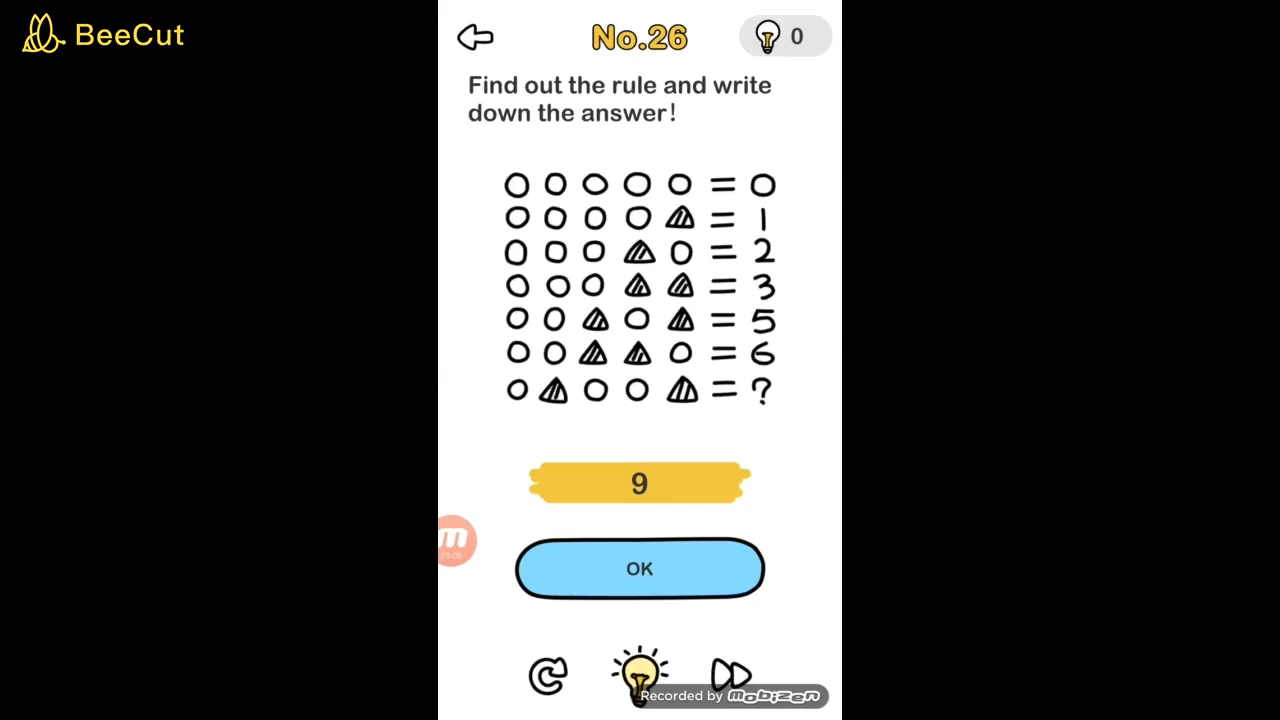 BeeCut
No.26
0
Find out the rule and write
down the answer!
O O O O O = 0
O O O O △ = 1
O O O △ O = 2
O O O △ △ = 3
O O △ O △ = 5
O O △ △ O = 6
O △ O O △ = ?
9
OK
Recorded by mobizen